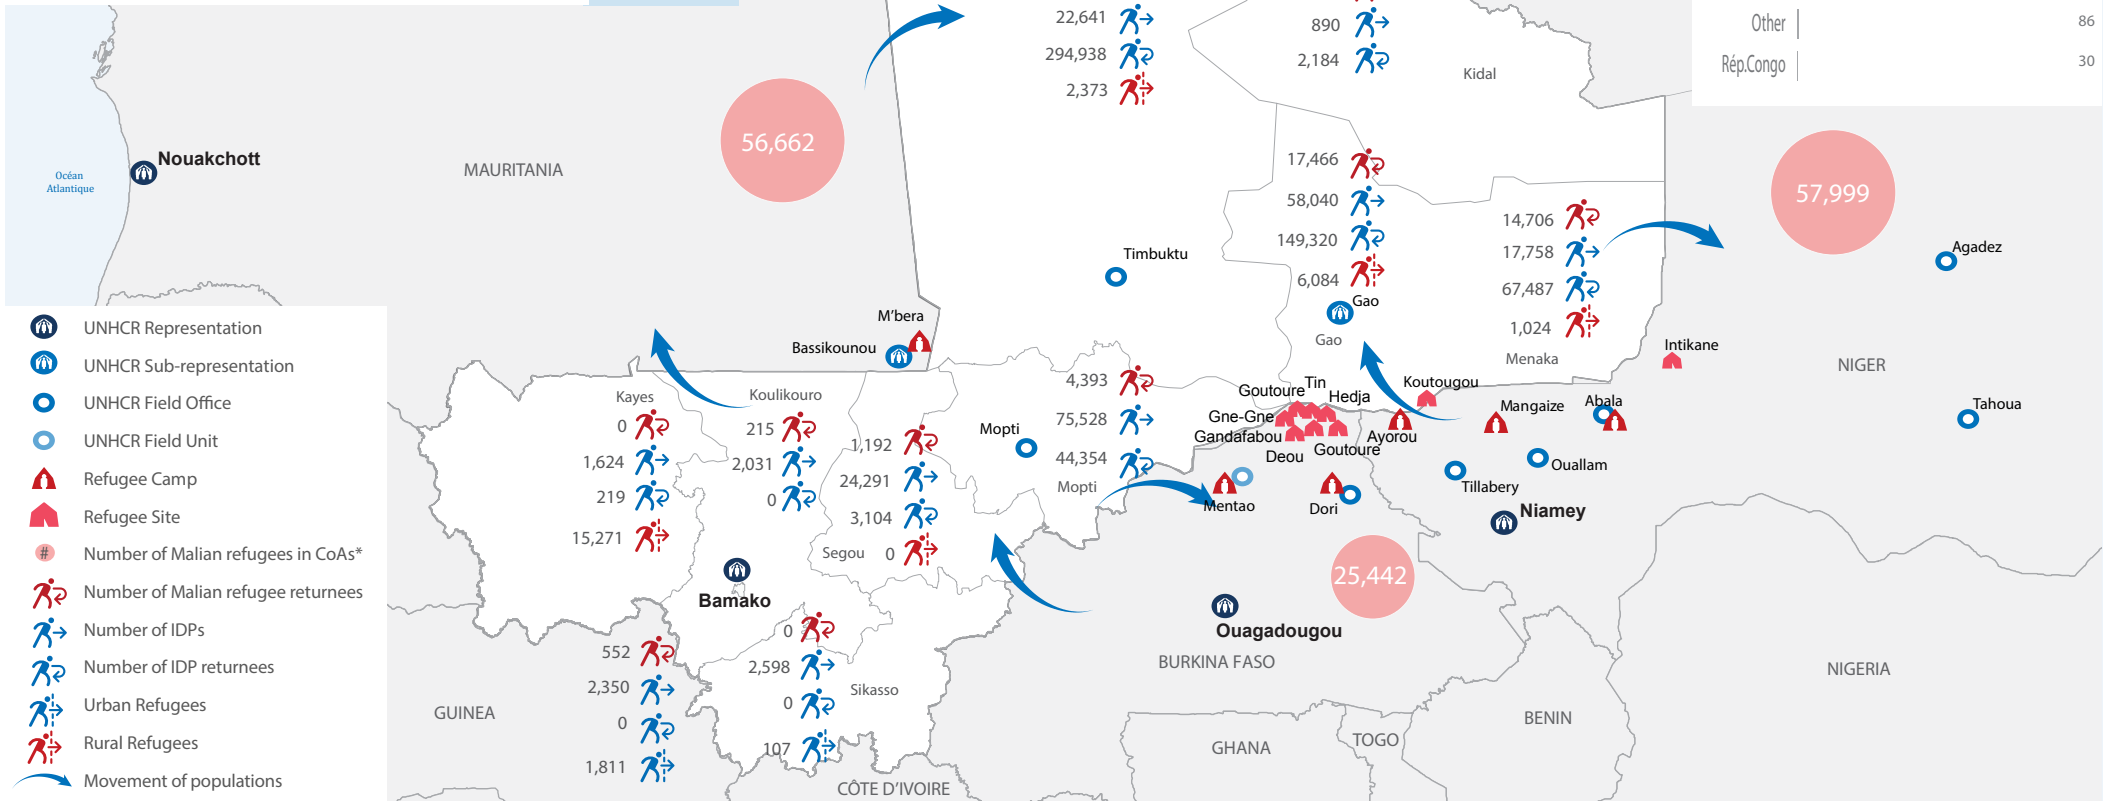 22,641
294,938
2,373
890
2,184
Kidal
Other 86
Rép.Congo 30
56,662
Nouakchott
Océan
Atlantique
MAURITANIA
17,466
58,040
149,320
6,084
Gao
Gao
14,706
17,758
67,487
1,024
Menaka
57,999
Agadez
Timbuktu
M'bera
Bassikounou
Intikane
NIGER
Tahoua
UNHCR Representation
UNHCR Sub-representation
UNHCR Field Office
UNHCR Field Unit
Refugee Camp
Refugee Site
# Number of Malian refugees in CoAs*
Number of Malian refugee returnees
Number of IDPs
Number of IDP returnees
Urban Refugees
Rural Refugees
Movement of populations
Kayes
0
1,624
219
15,271
Koulikouro
215
2,031
0
1,192
24,291
3,104
Segou 0
Mopti
4,393
75,528
44,354
Mopti
Goutoure
Tin
Hedja
Gne-Gne
Gandafabou
Deou
Goutoure
Koutougou
Ayorou
Mangaize
Abala
Ouallam
Tillabery
Niamey
Mentao
Dori
25,442
Ouagadougou
BURKINA FASO
Bamako
0
2,598
0
107
Sikasso
552
2,350
0
1,811
GUINEA
CÔTE D'IVOIRE
GHANA
TOGO
BENIN
NIGERIA